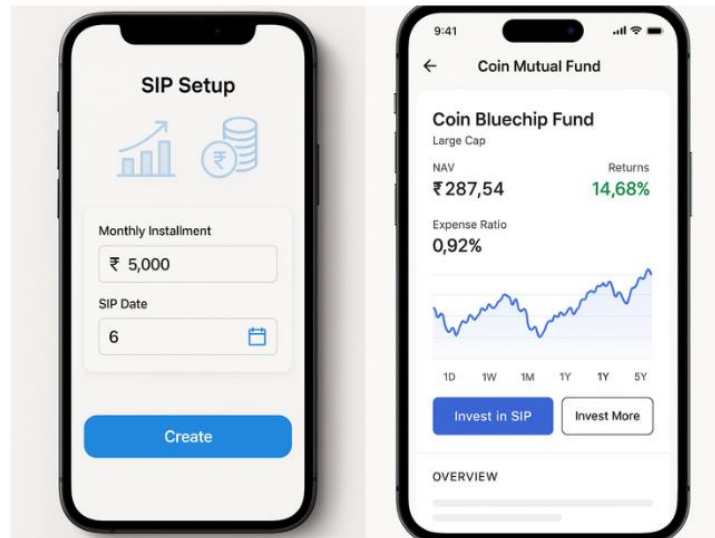 SIP Setup
₹
Monthly Installment
₹ 5,000
SIP Date
6
Create
9:41
Coin Mutual Fund
Coin Bluechip Fund
Large Cap
NAV Returns
₹287,54 14,68%
Expense Ratio
0,92%
1D 1W 1M 1Y 1Y 5Y
Invest in SIP Invest More
OVERVIEW